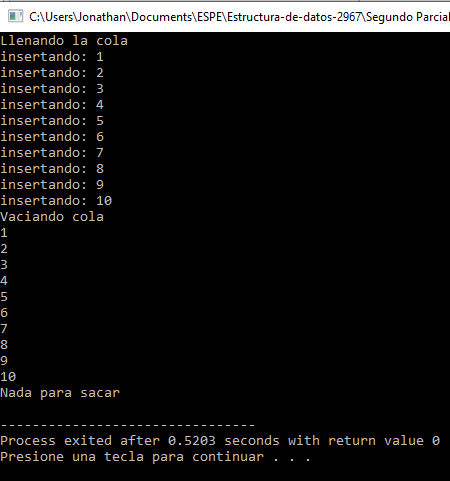 C:\Users\Jonathan\Documents\ESPE\Estructura-de-datos-2967\Segundo Parcial
Llenando la cola
insertando: 1
insertando: 2
insertando: 3
insertando: 4
insertando: 5
insertando: 6
insertando: 7
insertando: 8
insertando: 9
insertando: 10
Vaciando cola
1
2
3
4
5
6
7
8
9
10
Nada para sacar
--------------------------------
Process exited after 0.5203 seconds with return value 0
Presione una tecla para continuar . . .